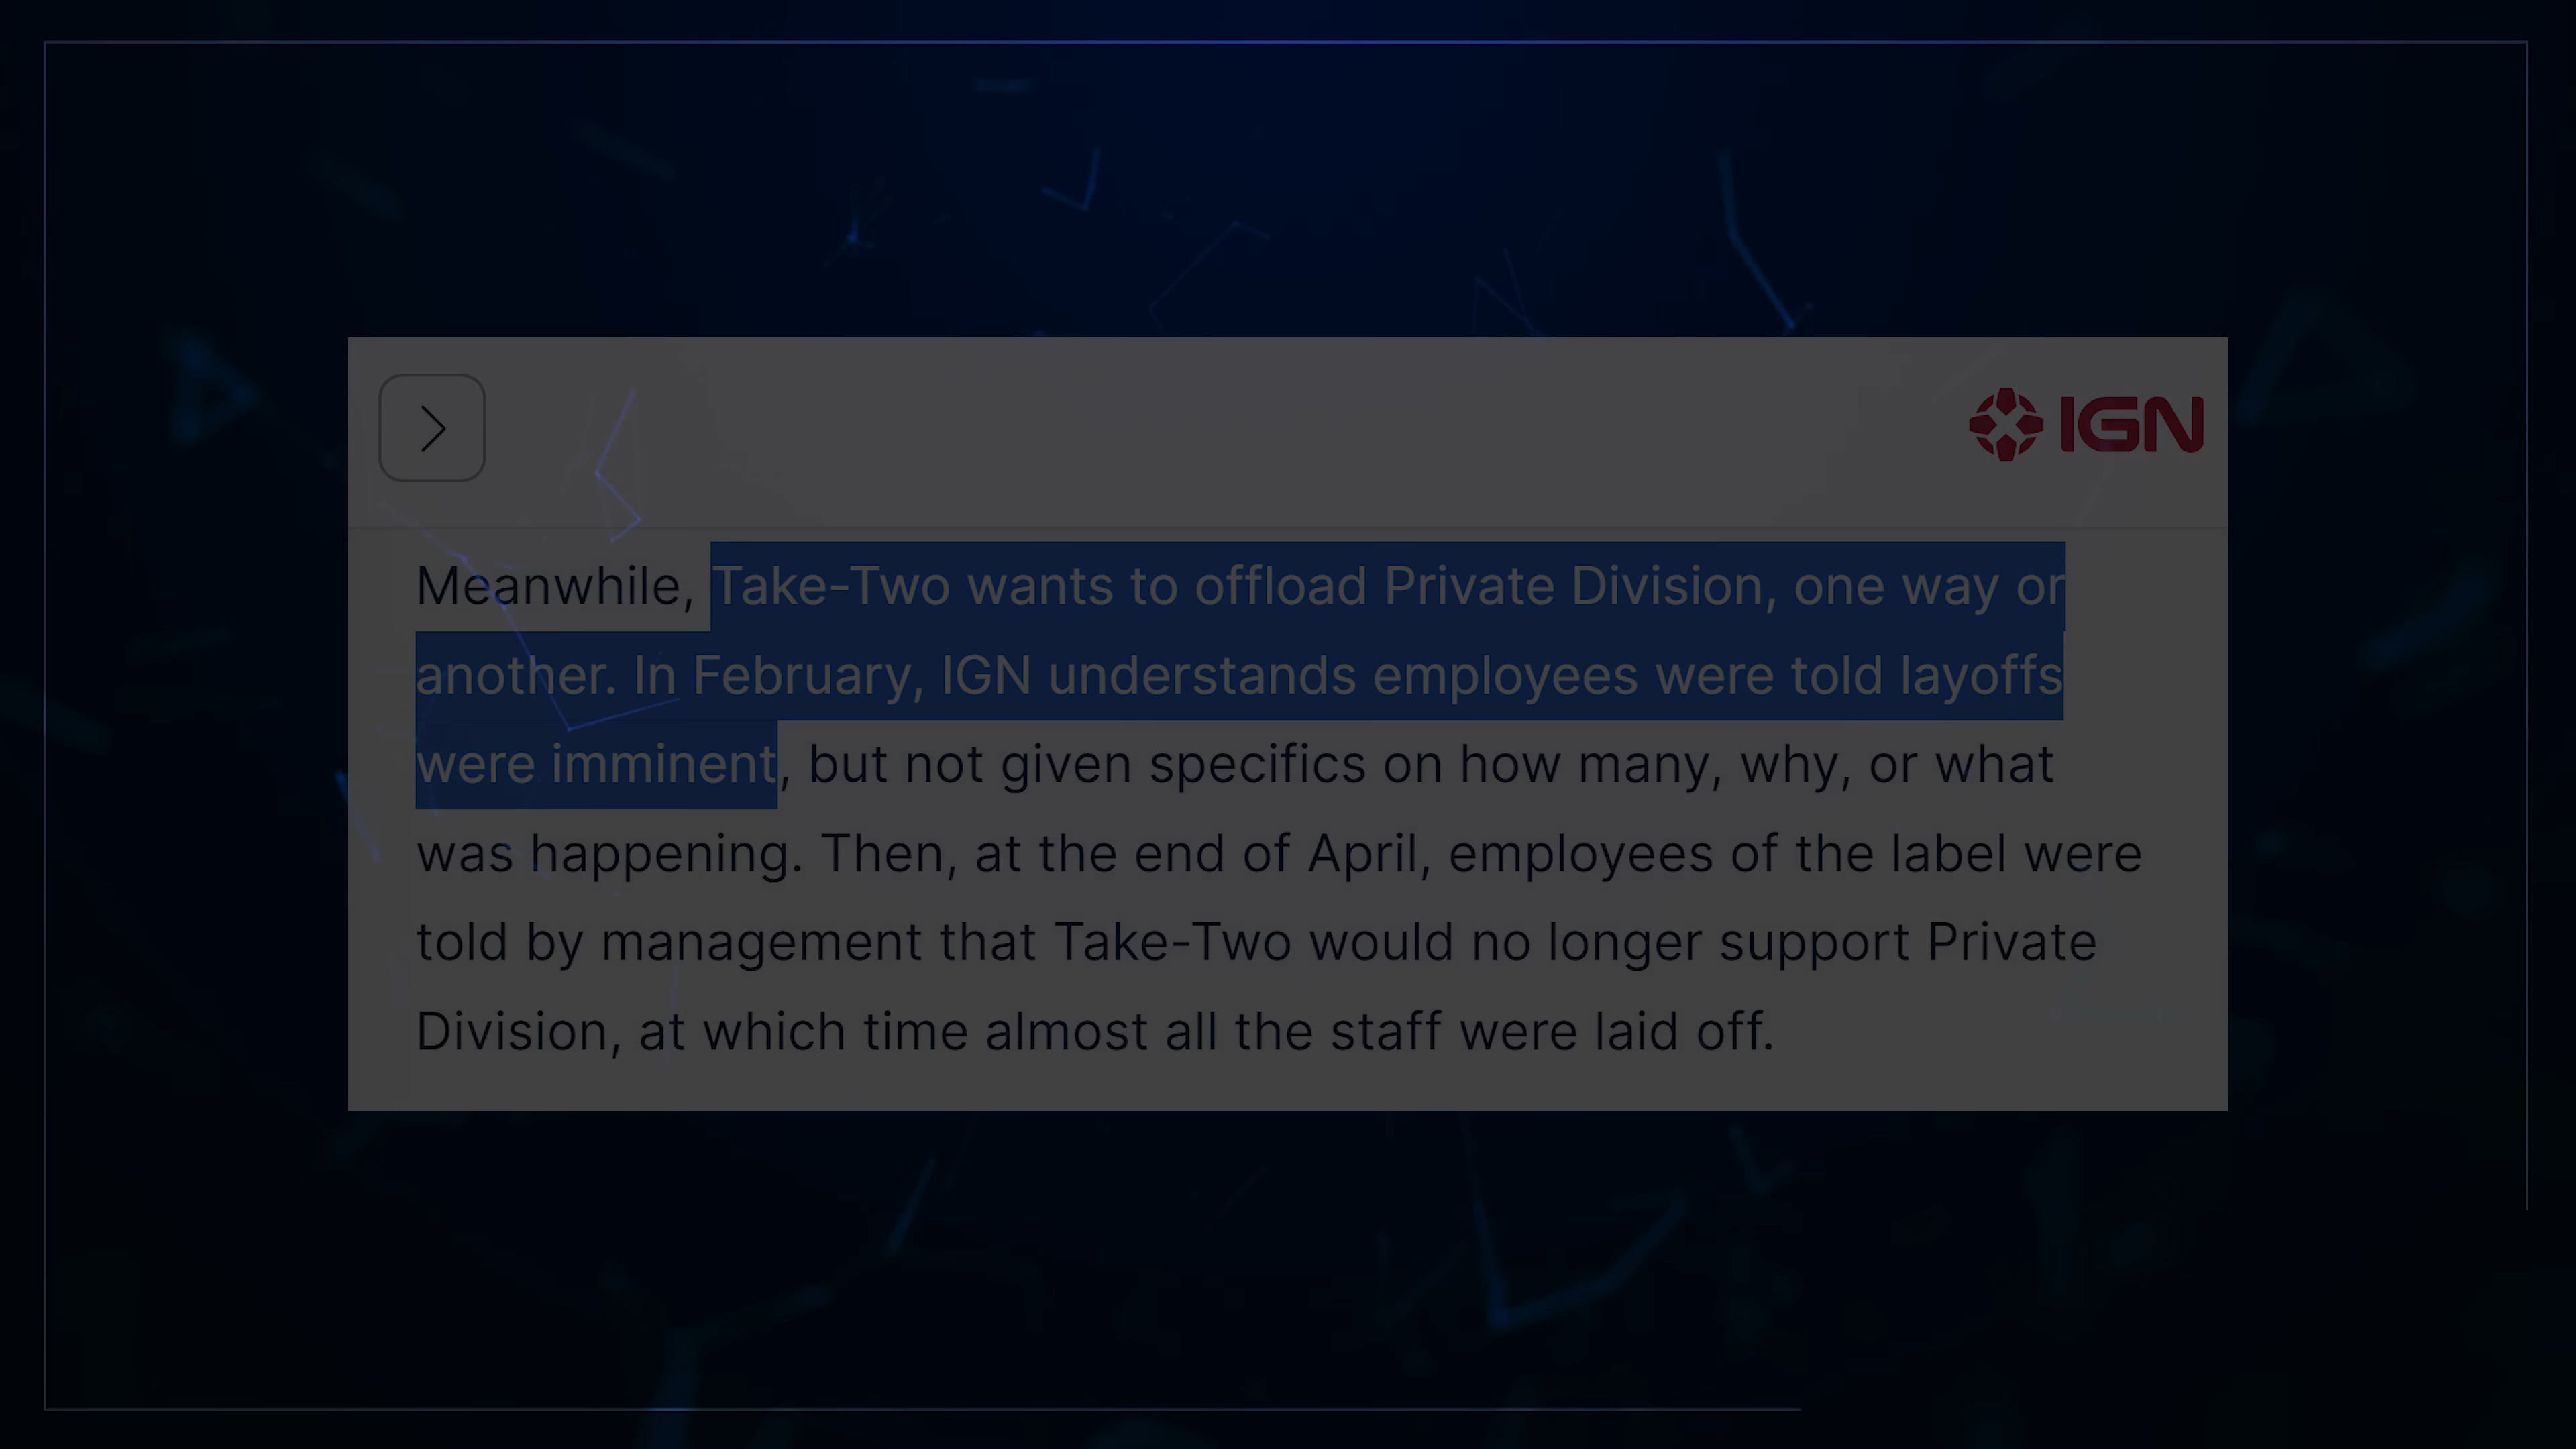 IGN
Meanwhile, Take-Two wants to offload Private Division, one way or
another. In February, IGN understands employees were told layoffs
were imminent, but not given specifics on how many, why, or what
was happening. Then, at the end of April, employees of the label were
told by management that Take-Two would no longer support Private
Division, at which time almost all the staff were laid off.